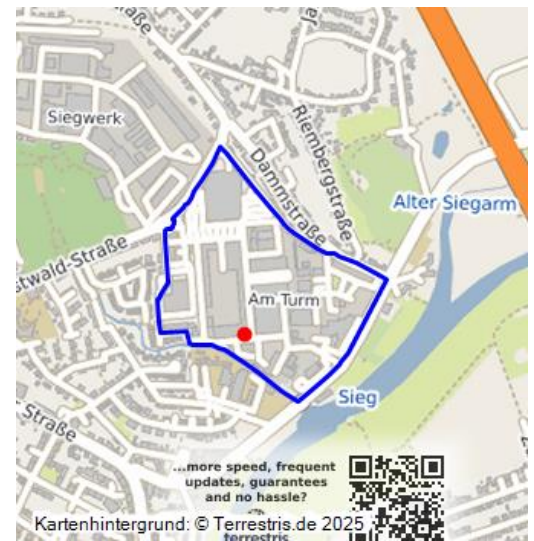 Siegwerk
Riembergstraße
Dammstraße
Alter Siegarm
stwald-Straße
Am Turm
Sieg
Straße
...more speed, frequent
updates, guarantees
and no hassle?
Kartenhintergrund: © Terrestris.de 2025
terrestris